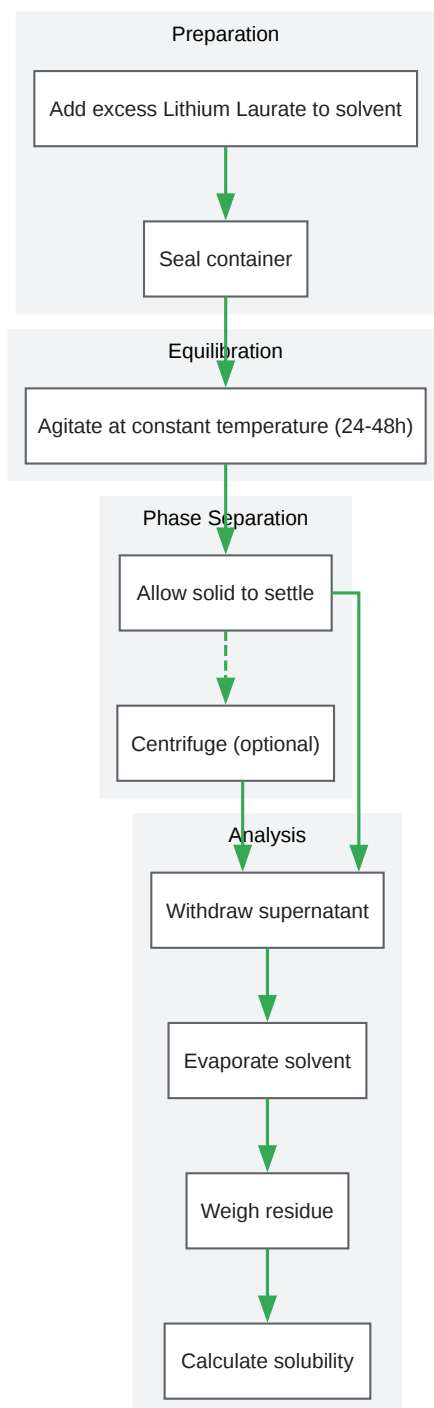 Preparation
Add excess Lithium Laurate to solvent
Seal container
Equilibration
Agitate at constant temperature (24-48h)
Phase Separation
Allow solid to settle
Centrifuge (optional)
Analysis
Withdraw supernatant
Evaporate solvent
Weigh residue
Calculate solubility